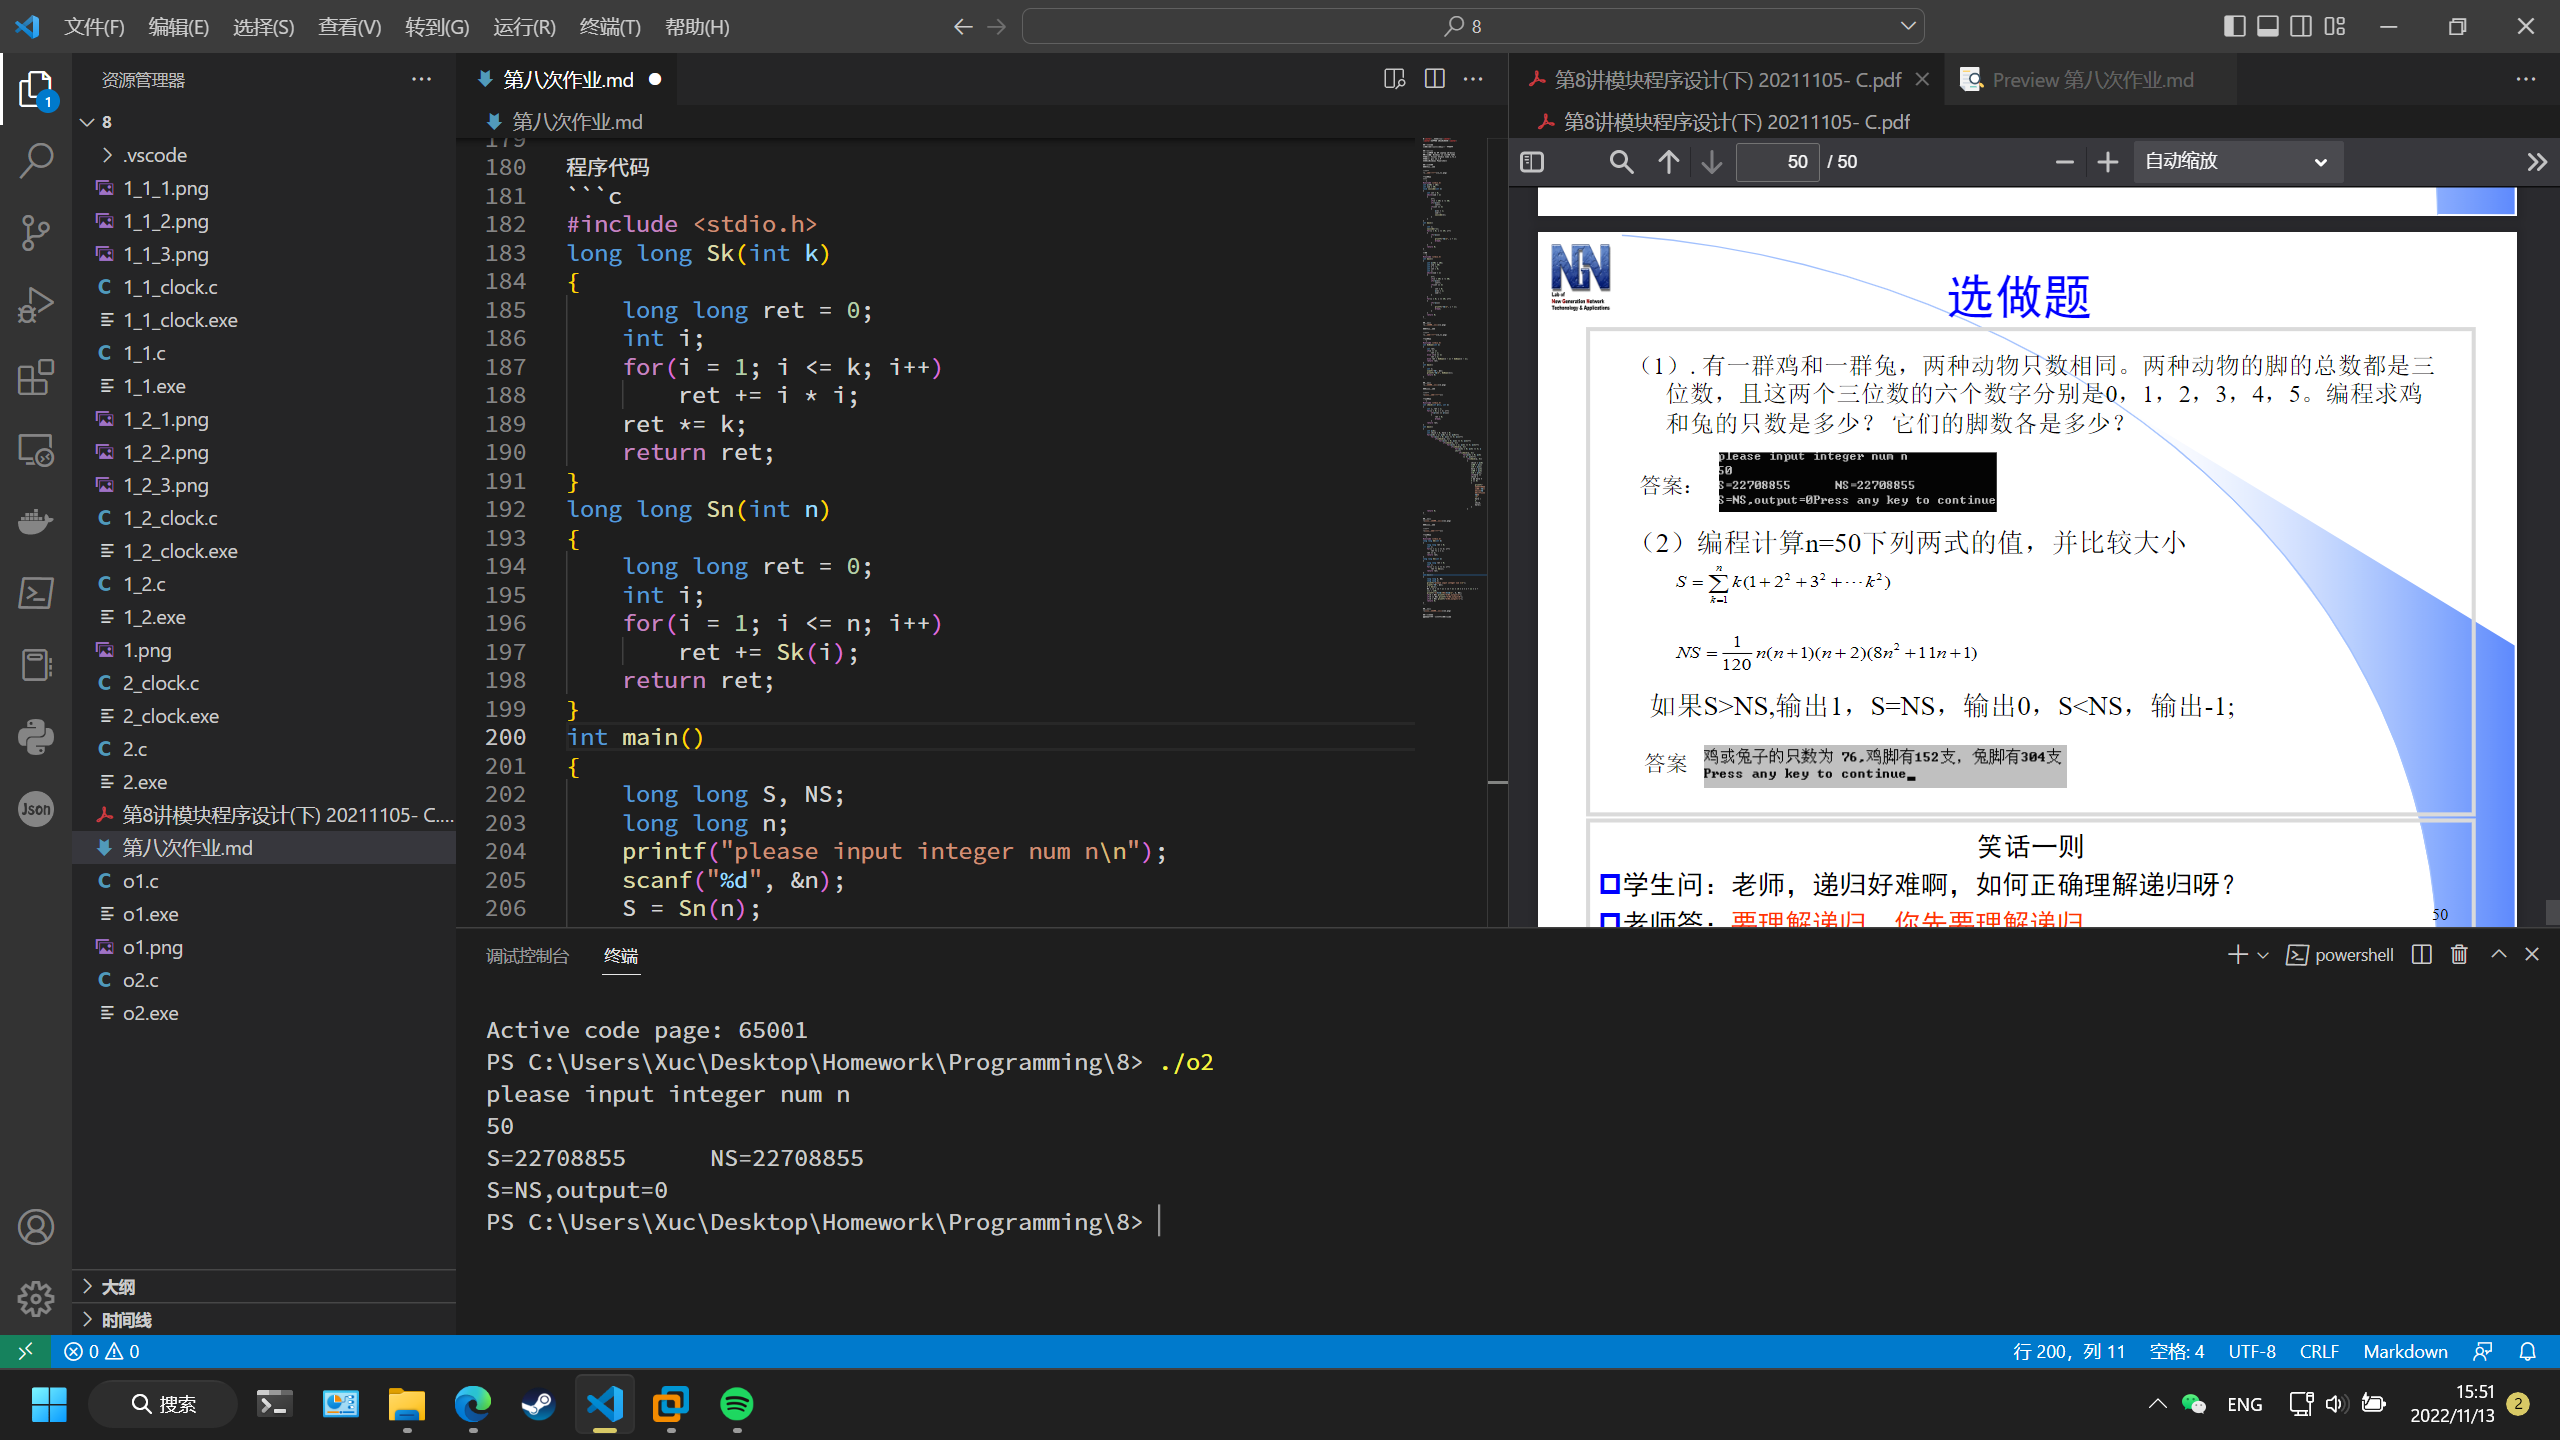 文件(F) 编辑(E) 选择(S) 查看(V) 转到(G) 运行(R) 终端(T) 帮助(H)
8
资源管理器
8
.vscode
1_1_1.png
1_1_2.png
1_1_3.png
1_1_clock.c
1_1_clock.exe
1_1.c
1_1.exe
1_2_1.png
1_2_2.png
1_2_3.png
1_2_clock.c
1_2_clock.exe
1_2.c
1_2.exe
1.png
2_clock.c
2_clock.exe
2.c
2.exe
第8讲模块程序设计(下) 20211105- C....
第八次作业.md
o1.c
o1.exe
o1.png
o2.c
o2.exe
大纲
时间线
1
Json
第八次作业.md
第八次作业.md
179
180 程序代码
181 ```c
182 #include <stdio.h>
183 long long Sk(int k)
184 {
185 long long ret = 0;
186 int i;
187 for(i = 1; i <= k; i++)
188 ret += i * i;
189 ret *= k;
190 return ret;
191 }
192 long long Sn(int n)
193 {
194 long long ret = 0;
195 int i;
196 for(i = 1; i <= n; i++)
197 ret += Sk(i);
198 return ret;
199 }
200 int main()
201 {
202 long long S, NS;
203 long long n;
204 printf("please input integer num n\n");
205 scanf("%d", &n);
206 S = Sn(n);
第8讲模块程序设计(下) 20211105- C.pdf
Preview 第八次作业.md
第8讲模块程序设计(下) 20211105- C.pdf
50 / 50
自动缩放
Lab of
New Generation Network
Techonology & Applications
选做题
（1）. 有一群鸡和一群兔，两种动物只数相同。两种动物的脚的总数都是三
位数，且这两个三位数的六个数字分别是0，1，2，3，4，5。编程求鸡
和兔的只数是多少？ 它们的脚数各是多少？
答案：
please input integer num n
50
S=22708855 NS=22708855
S=NS,output=0Press any key to continue
（2）编程计算n=50下列两式的值，并比较大小
S = ∑_{k=1}^{n} k(1+2²+3²+⋯k²)
NS = 1/120 n(n+1)(n+2)(8n²+11n+1)
如果S>NS,输出1，S=NS，输出0，S<NS，输出-1;
答案
鸡或兔子的只数为 76,鸡脚有152支，兔脚有304支
Press any key to continue_
笑话一则
学生问：老师，递归好难啊，如何正确理解递归呀？
老师答：要理解递归，你先要理解递归
50
调试控制台 终端
powershell
Active code page: 65001
PS C:\Users\Xuc\Desktop\Homework\Programming\8> ./o2
please input integer num n
50
S=22708855 NS=22708855
S=NS,output=0
PS C:\Users\Xuc\Desktop\Homework\Programming\8>
0 0
行 200，列 11 空格: 4 UTF-8 CRLF Markdown
搜索
ENG
15:51
2022/11/13
2